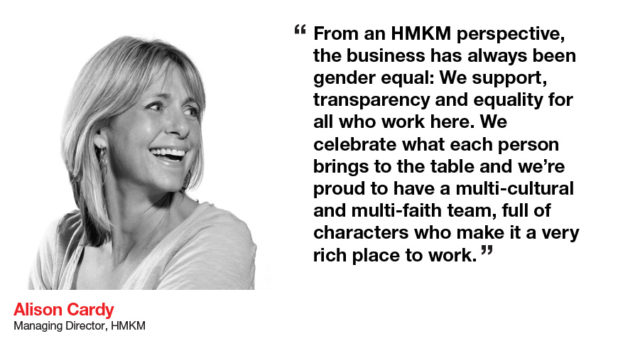 “ From an HMKM perspective,
the business has always been
gender equal: We support,
transparency and equality for
all who work here. We
celebrate what each person
brings to the table and we’re
proud to have a multi-cultural
and multi-faith team, full of
characters who make it a very
rich place to work. ”
Alison Cardy
Managing Director, HMKM